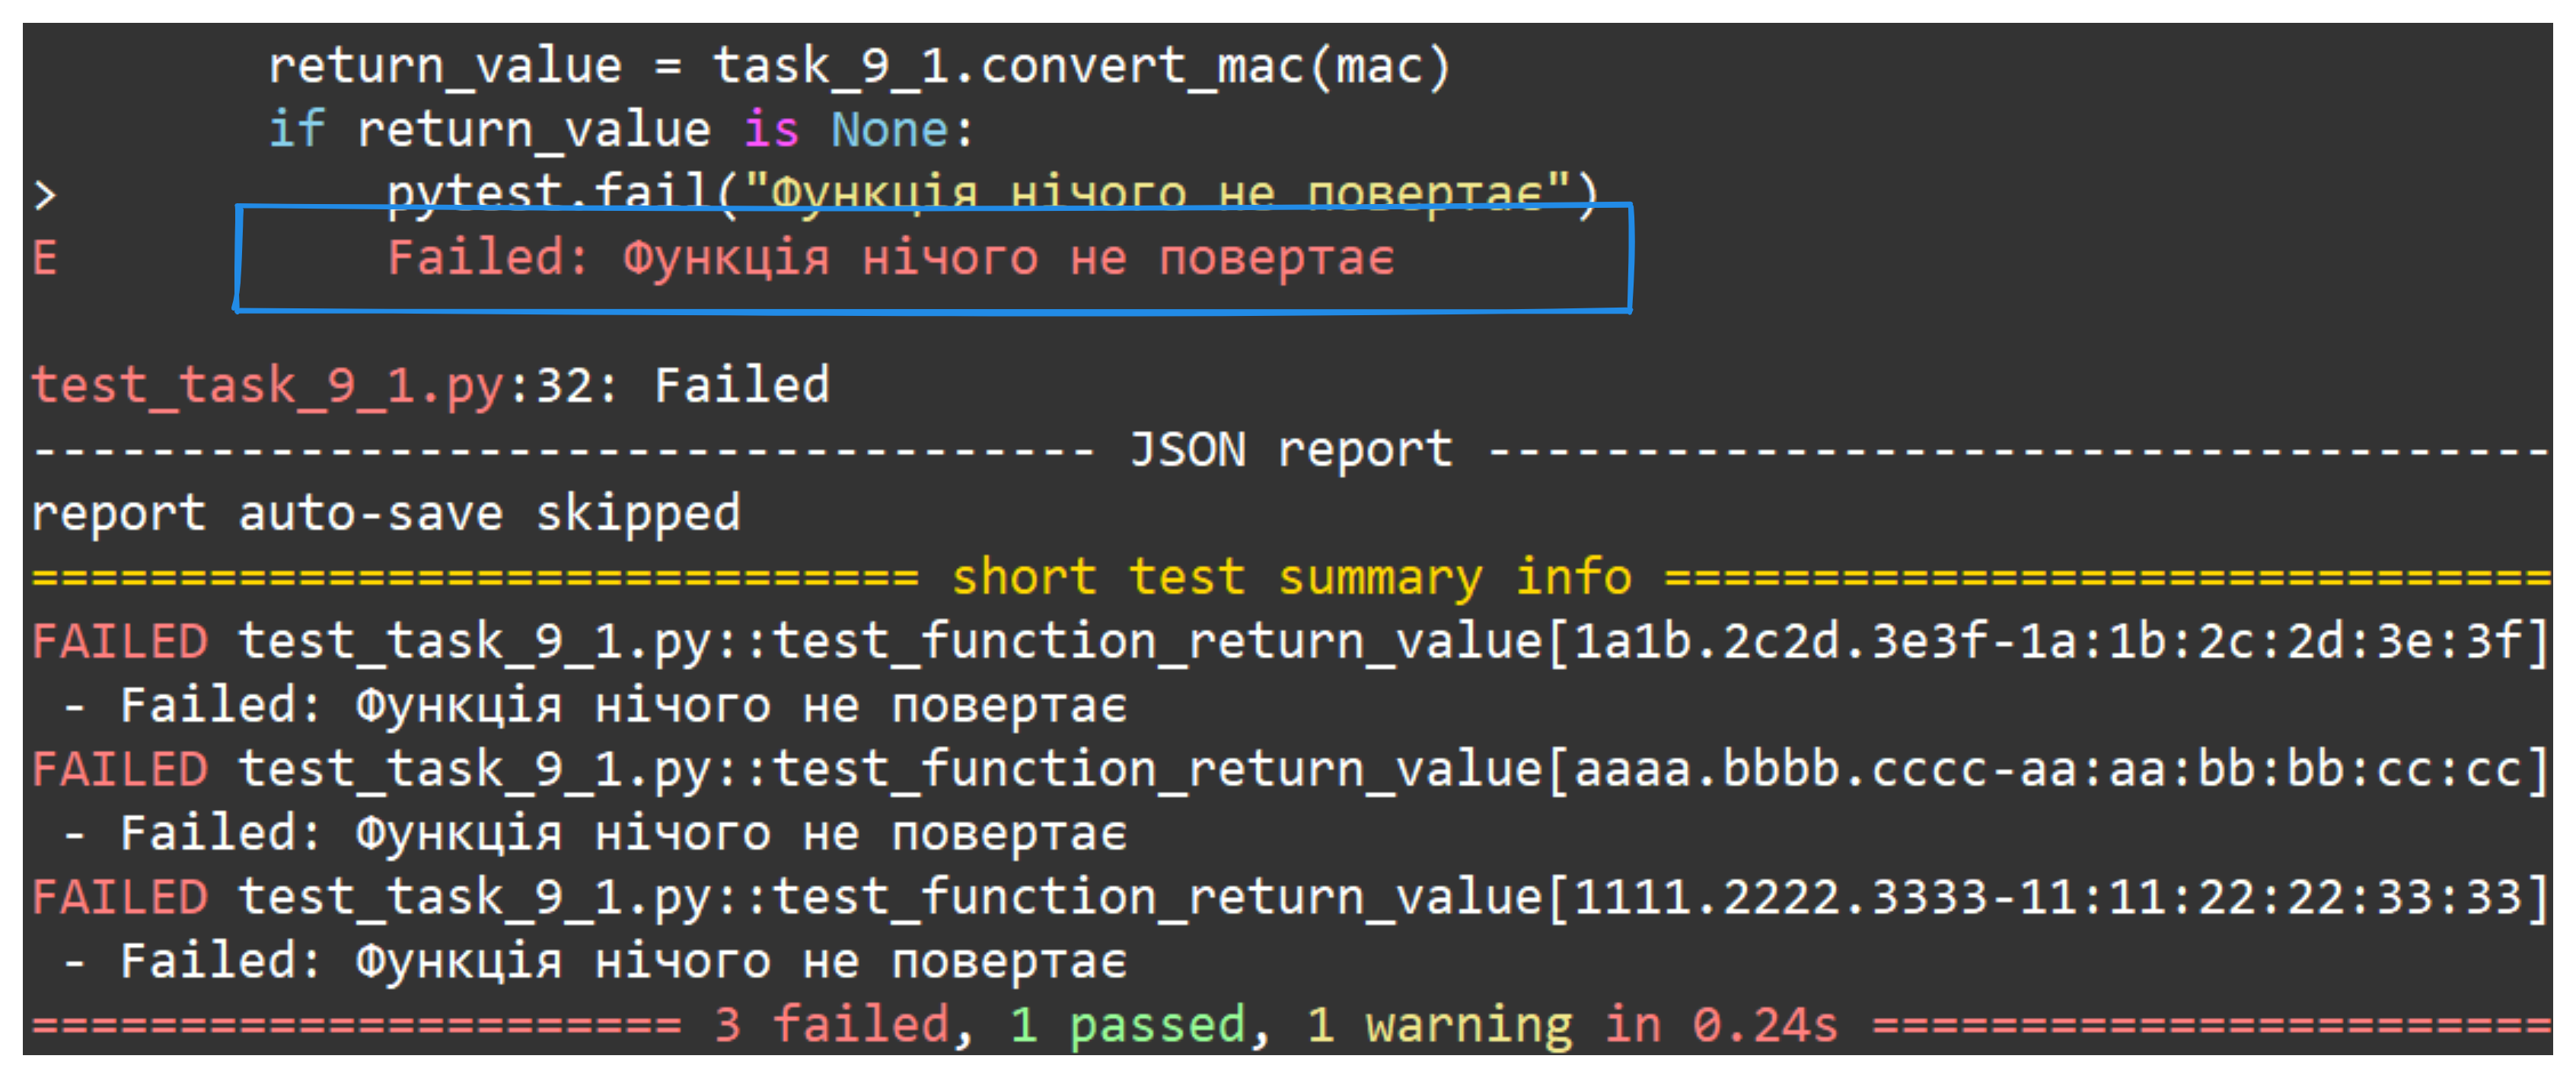 return_value = task_9_1.convert_mac(mac)
if return_value is None:
> pytest.fail("Функція нічого не повертає")
E Failed: Функція нічого не повертає
test_task_9_1.py:32: Failed
------------------------------------ JSON report ------------------------------------
report auto-save skipped
============================== short test summary info ==============================
FAILED test_task_9_1.py::test_function_return_value[1a1b.2c2d.3e3f-1a:1b:2c:2d:3e:3f]
- Failed: Функція нічого не повертає
FAILED test_task_9_1.py::test_function_return_value[aaaa.bbbb.cccc-aa:aa:bb:bb:cc:cc]
- Failed: Функція нічого не повертає
FAILED test_task_9_1.py::test_function_return_value[1111.2222.3333-11:11:22:22:33:33]
- Failed: Функція нічого не повертає
====================== 3 failed, 1 passed, 1 warning in 0.24s =======================